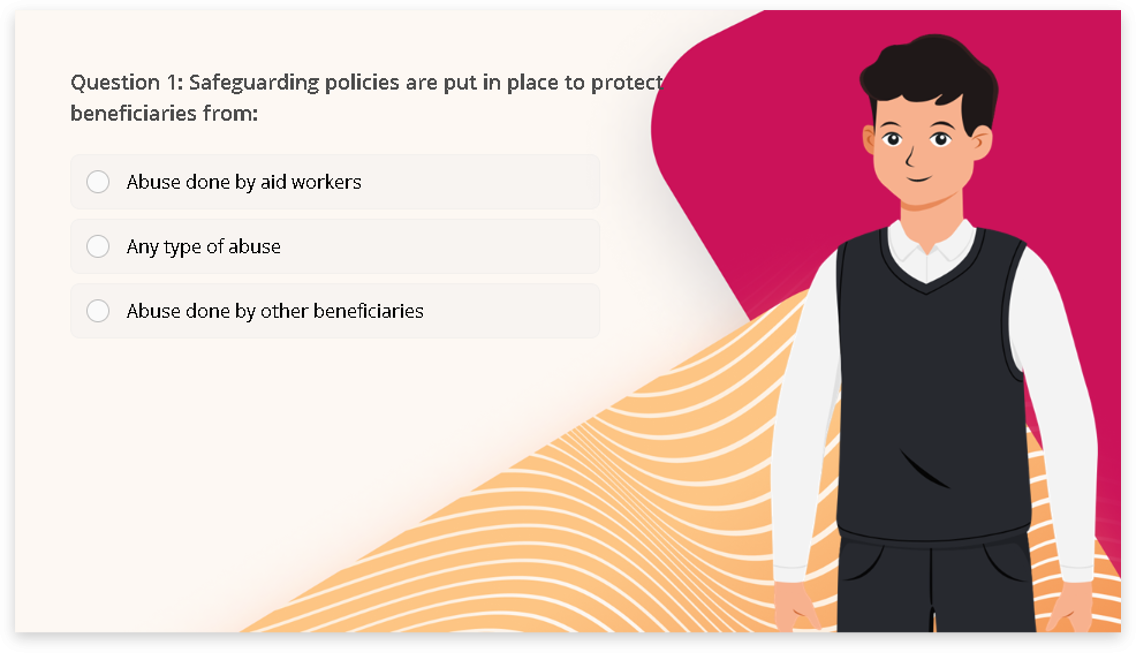 Question 1: Safeguarding policies are put in place to protect
beneficiaries from:
Abuse done by aid workers
Any type of abuse
Abuse done by other beneficiaries